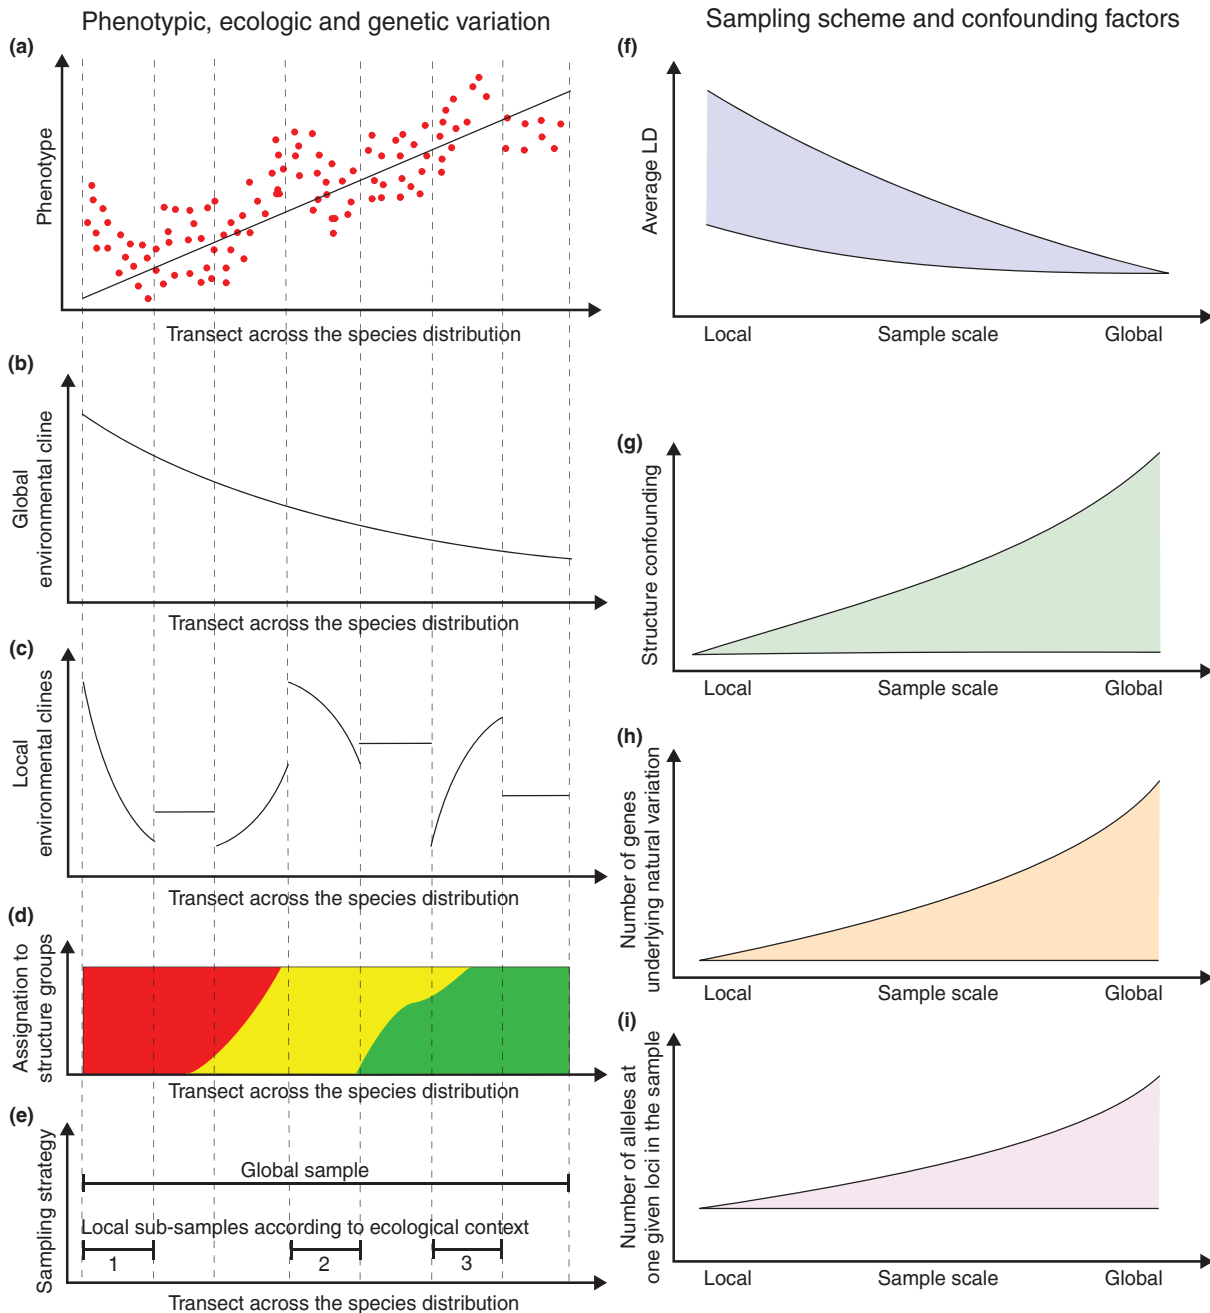 Phenotypic, ecologic and genetic variation
(a)
Phenotype
Transect across the species distribution
(b)
Global
environmental cline
Transect across the species distribution
(c)
Local
environmental clines
Transect across the species distribution
(d)
Assignation to
structure groups
Transect across the species distribution
(e)
Sampling strategy
Global sample
Local sub-samples according to ecological context
1
2
3
Transect across the species distribution
Sampling scheme and confounding factors
(f)
Average LD
Local
Sample scale
Global
(g)
Structure confounding
Local
Sample scale
Global
(h)
Number of genes
underlying natural variation
Local
Sample scale
Global
(i)
Number of alleles at
one given loci in the sample
Local
Sample scale
Global